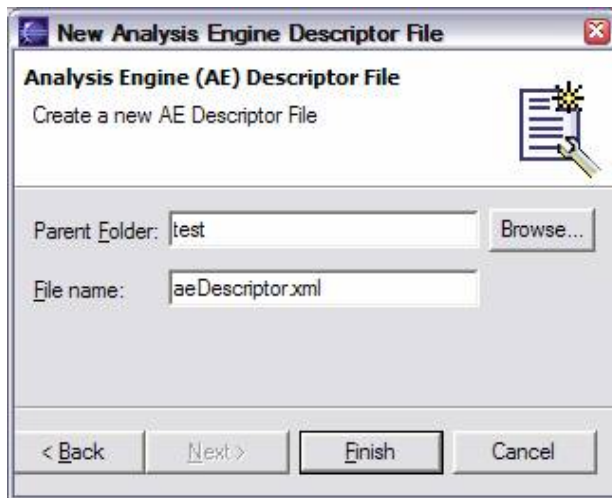 New Analysis Engine Descriptor File
Analysis Engine (AE) Descriptor File
Create a new AE Descriptor File
Parent Folder: test Browse...
File name: aeDescriptor.xml
< Back Next > Finish Cancel